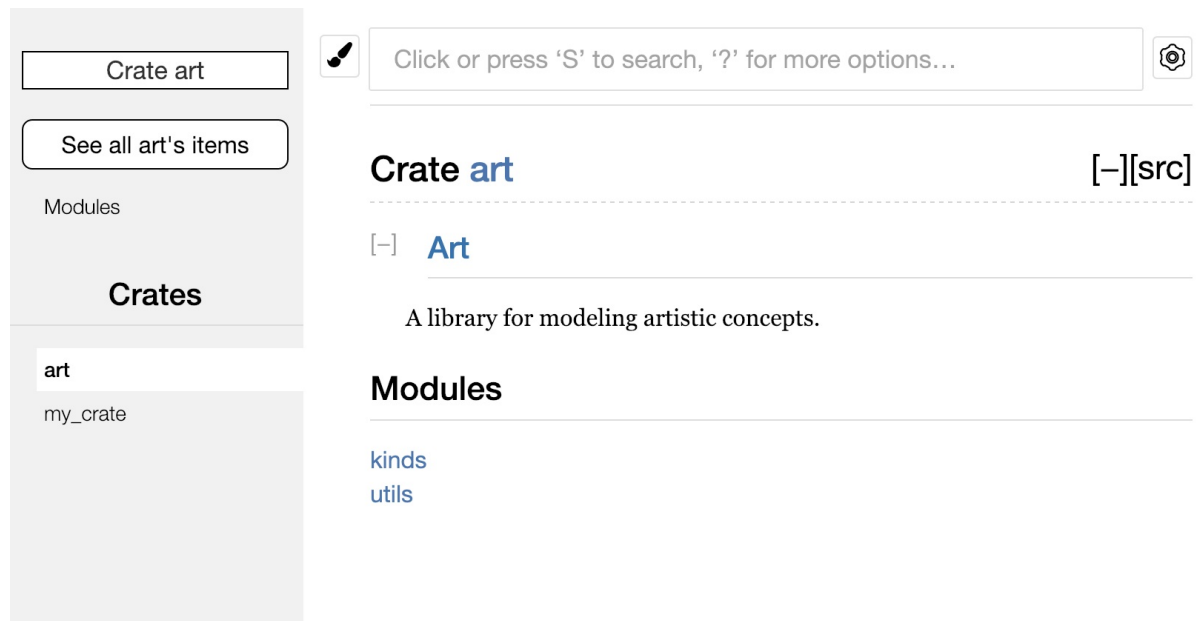 Crate art
See all art's items
Modules
Crates
art
my_crate
Click or press ‘S’ to search, ‘?’ for more options…
Crate art
[−][src]
[−] Art
A library for modeling artistic concepts.
Modules
kinds
utils